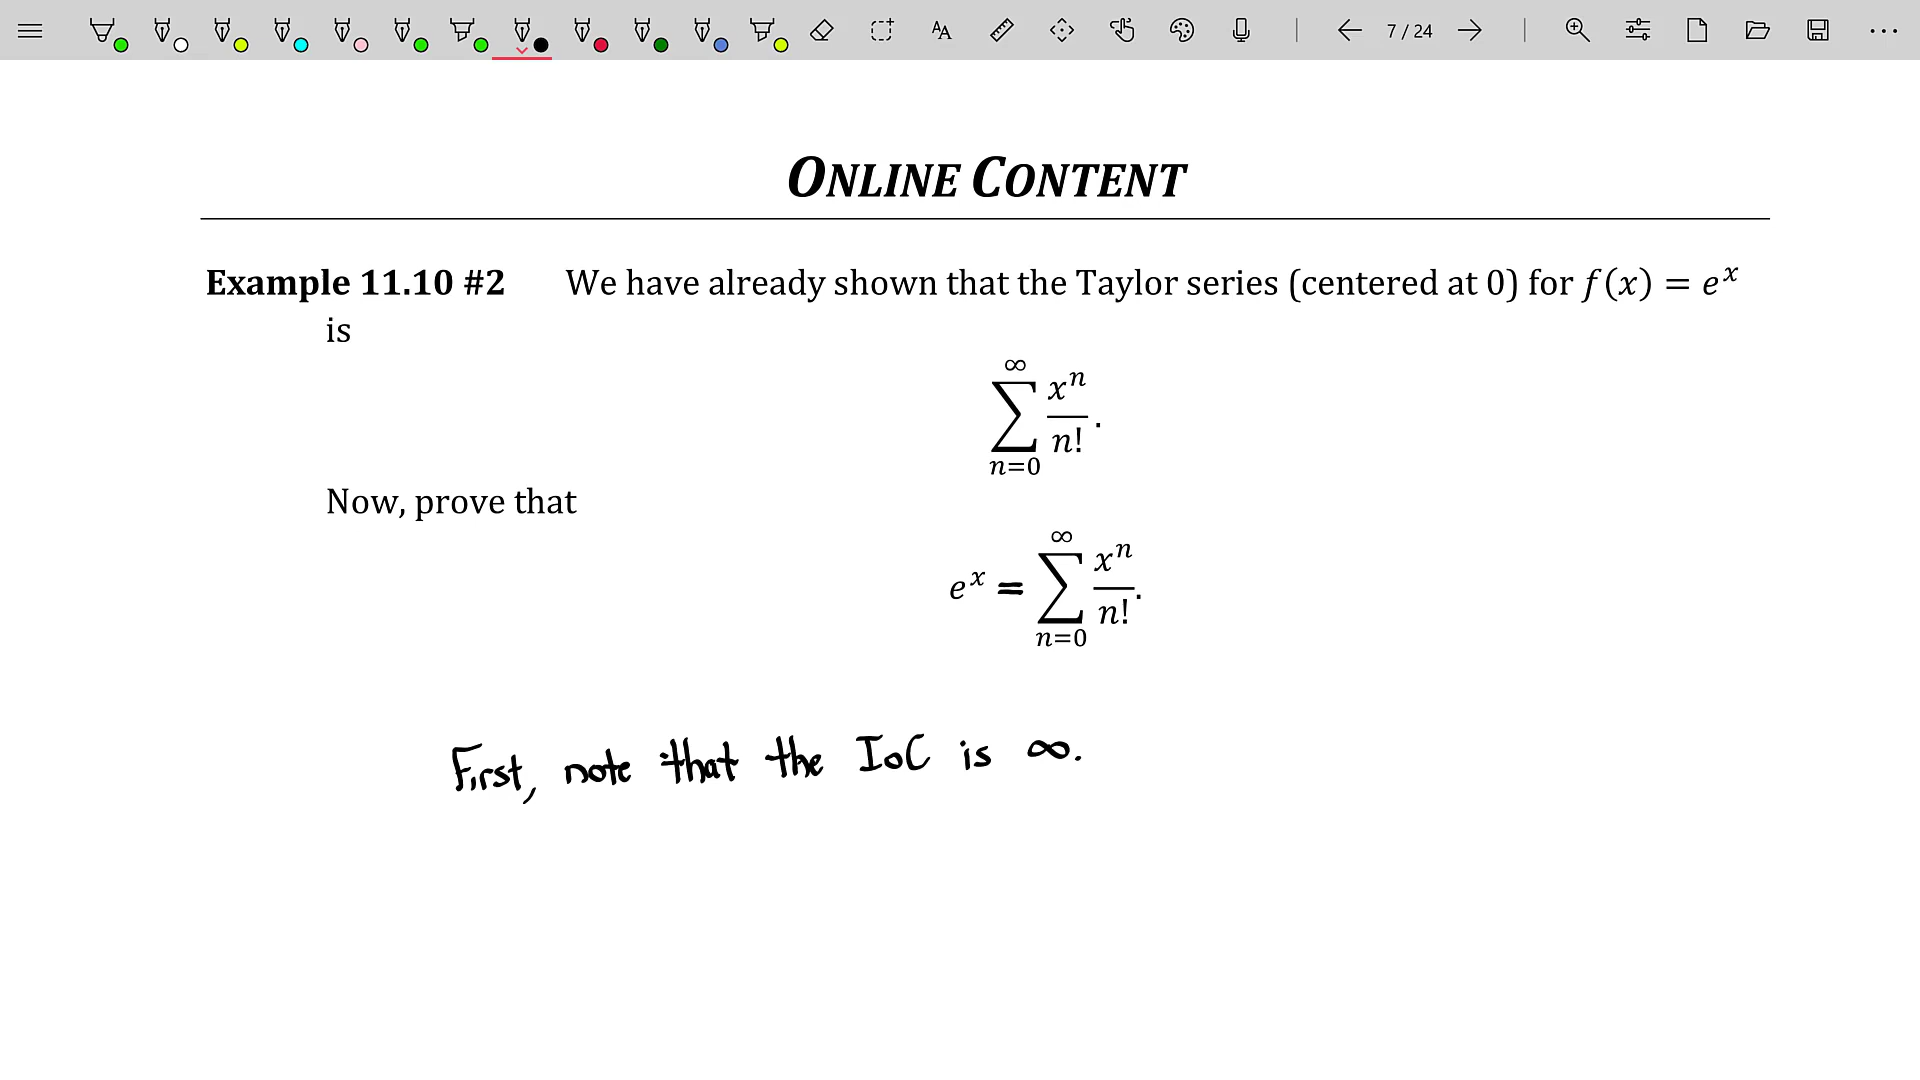 7 / 24
ONLINE CONTENT
Example 11.10 #2 We have already shown that the Taylor series (centered at 0) for f(x) = e^x
is
∑_{n=0}^{∞} x^n/n!.
Now, prove that
e^x = ∑_{n=0}^{∞} x^n/n!.
First, note that the IoC is ∞.